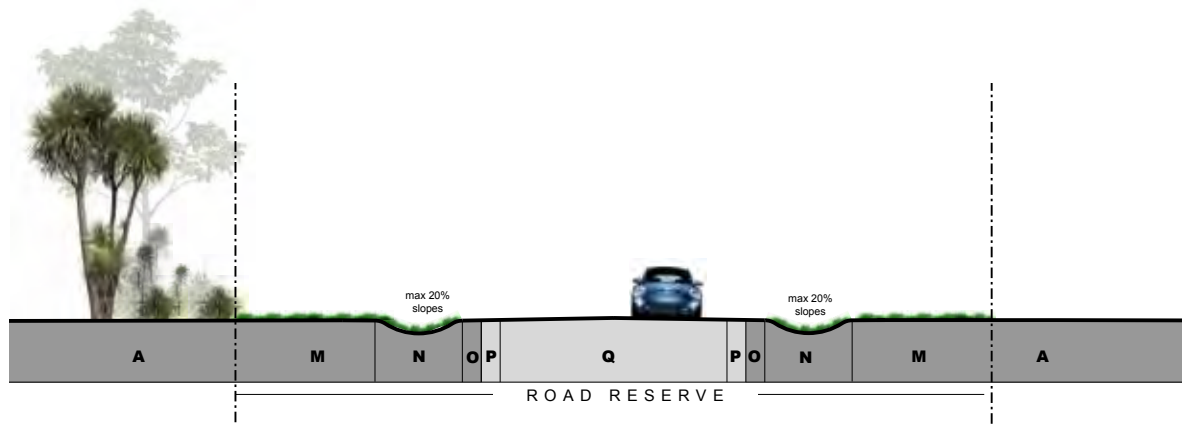 max 20%
slopes
max 20%
slopes
A M N O P Q P O N M A
ROAD RESERVE